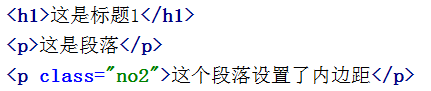 <h1>这是标题1</h1>
<p>这是段落</p>
<p class="no2">这个段落设置了内边距</p>